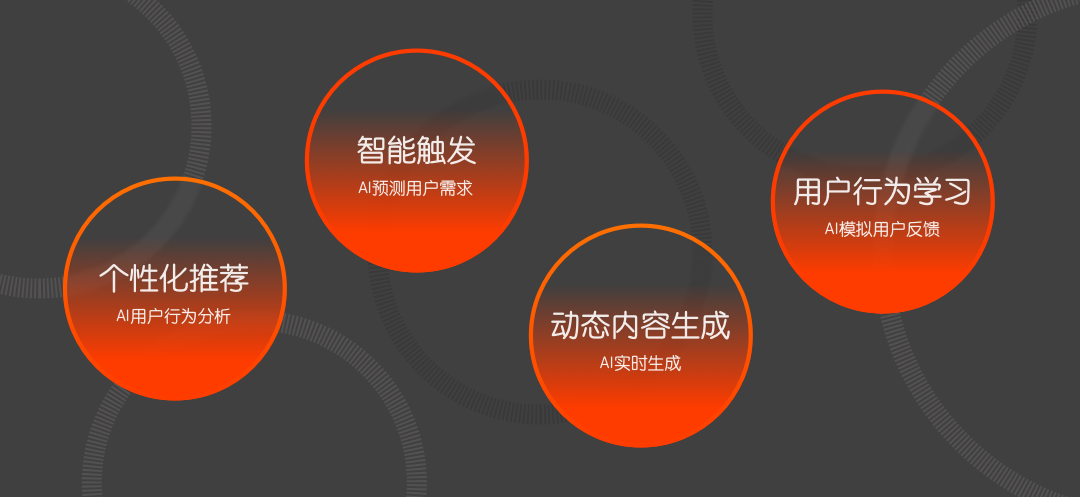 个性化推荐
AI用户行为分析
智能触发
AI预测用户需求
动态内容生成
AI实时生成
用户行为学习
AI模拟用户反馈